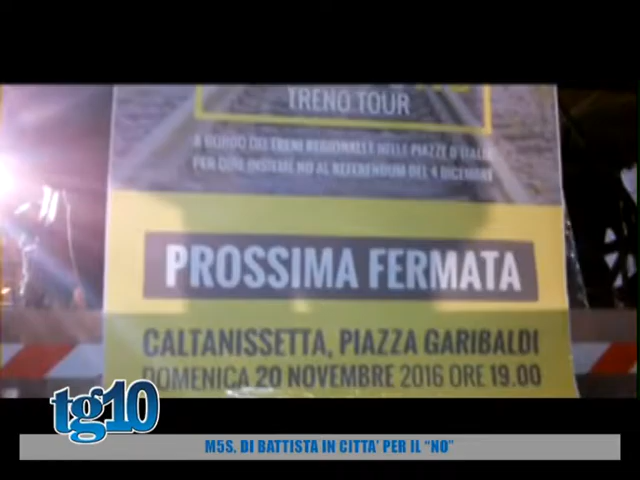 TRENO TOUR
A BORDO DEI TRENI REGIONALI E NELLE PIAZZE D'ITALIA
PER DIRE INSIEME NO AL REFERENDUM DEL 4 DICEMBRE
PROSSIMA FERMATA
CALTANISSETTA, PIAZZA GARIBALDI
DOMENICA 20 NOVEMBRE 2016 ORE 19.00
tg10
M5S, DI BATTISTA IN CITTA' PER IL "NO"